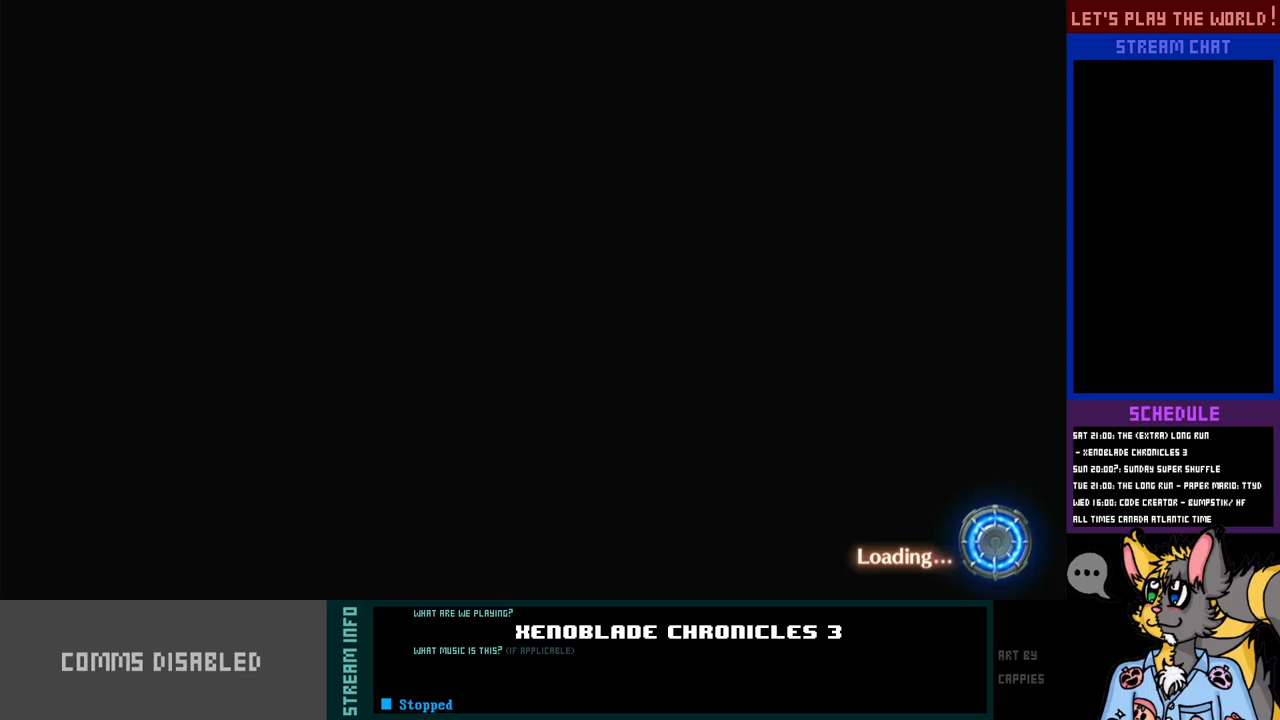 LET'S PLAY THE WORLD!
STREAM CHAT
SCHEDULE
SAT 21:00: THE (EXTRA) LONG RUN
- XENOBLADE CHRONICLES 3
SUN 20:00?: SUNDAY SUPER SHUFFLE
TUE 21:00: THE LONG RUN - PAPER MARIO: TTYD
WED 16:00: CODE CREATOR - BUMPSTIK/ HF
ALL TIMES CANADA ATLANTIC TIME
Loading...
COMMS DISABLED
STREAM INFO
WHAT ARE WE PLAYING?
XENOBLADE CHRONICLES 3
WHAT MUSIC IS THIS? (IF APPLICABLE)
Stopped
ART BY
CAPPIES